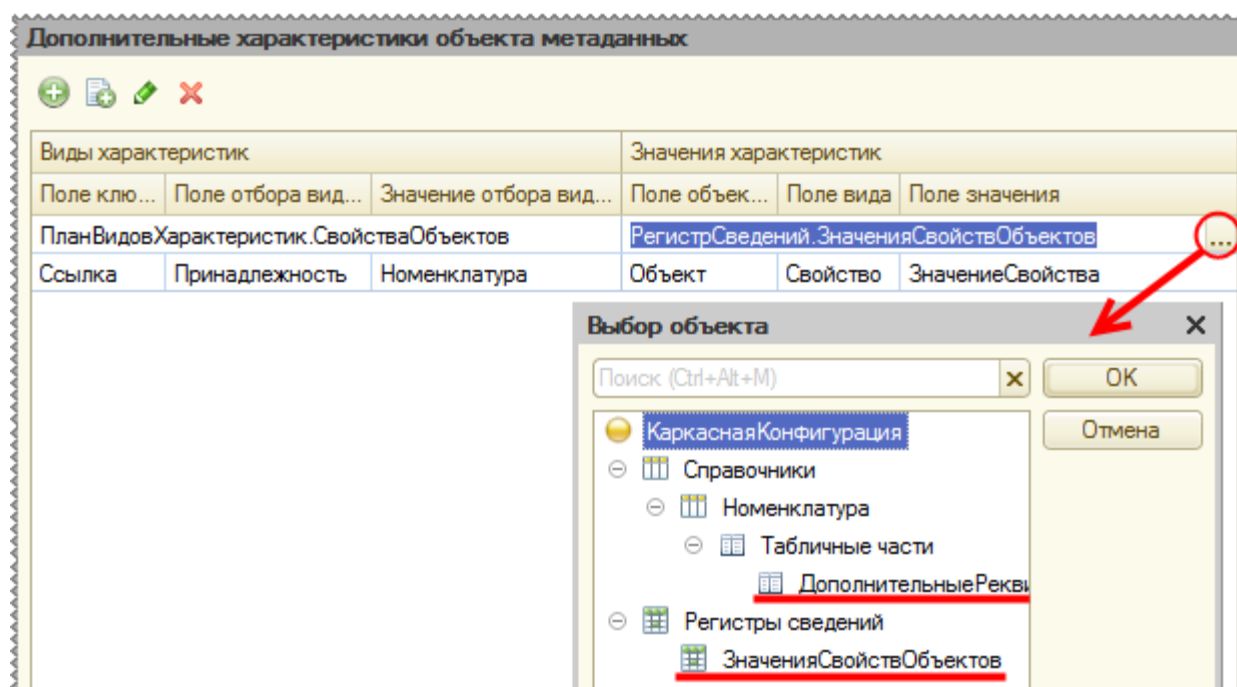 Дополнительные характеристики объекта метаданных
Виды характеристик Значения характеристик
Поле клю... Поле отбора вид... Значение отбора вид... Поле объек... Поле вида Поле значения
ПланВидовХарактеристик.СвойстваОбъектов РегистрСведений.ЗначенияСвойствОбъектов ...
Ссылка Принадлежность Номенклатура Объект Свойство ЗначениеСвойства
Выбор объекта
Поиск (Ctrl+Alt+M) OK
КаркаснаяКонфигурация Отмена
Справочники
Номенклатура
Табличные части
ДополнительныеРекви
Регистры сведений
ЗначенияСвойствОбъектов